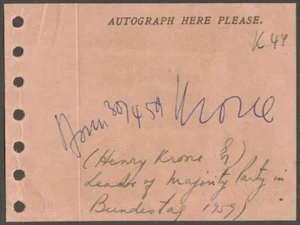 AUTOGRAPH HERE PLEASE.
K 49
Bonn 30/4 59 Krone
(Henry Krone
Leader of Majority Party in
Bundestag 1959)